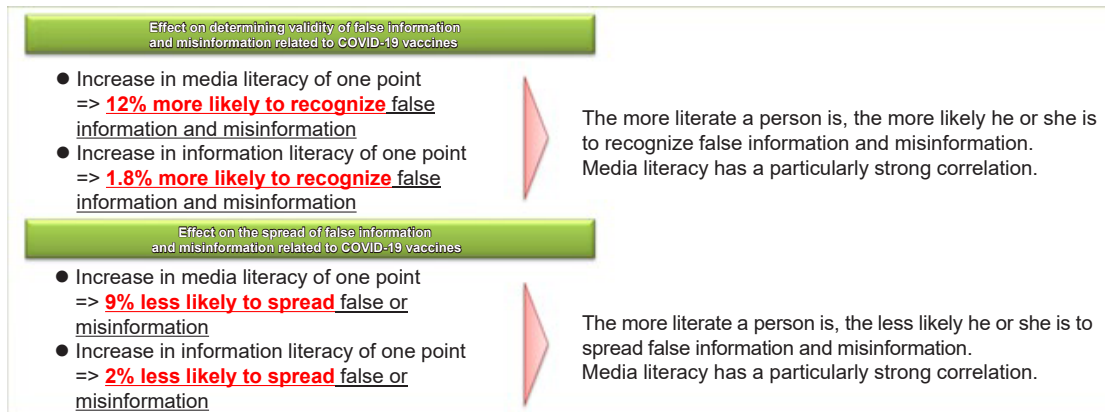 Effect on determining validity of false information
and misinformation related to COVID-19 vaccines
● Increase in media literacy of one point
=> 12% more likely to recognize false
information and misinformation
● Increase in information literacy of one point
=> 1.8% more likely to recognize false
information and misinformation
The more literate a person is, the more likely he or she is
to recognize false information and misinformation.
Media literacy has a particularly strong correlation.
Effect on the spread of false information
and misinformation related to COVID-19 vaccines
● Increase in media literacy of one point
=> 9% less likely to spread false or
misinformation
● Increase in information literacy of one point
=> 2% less likely to spread false or
misinformation
The more literate a person is, the less likely he or she is to
spread false information and misinformation.
Media literacy has a particularly strong correlation.